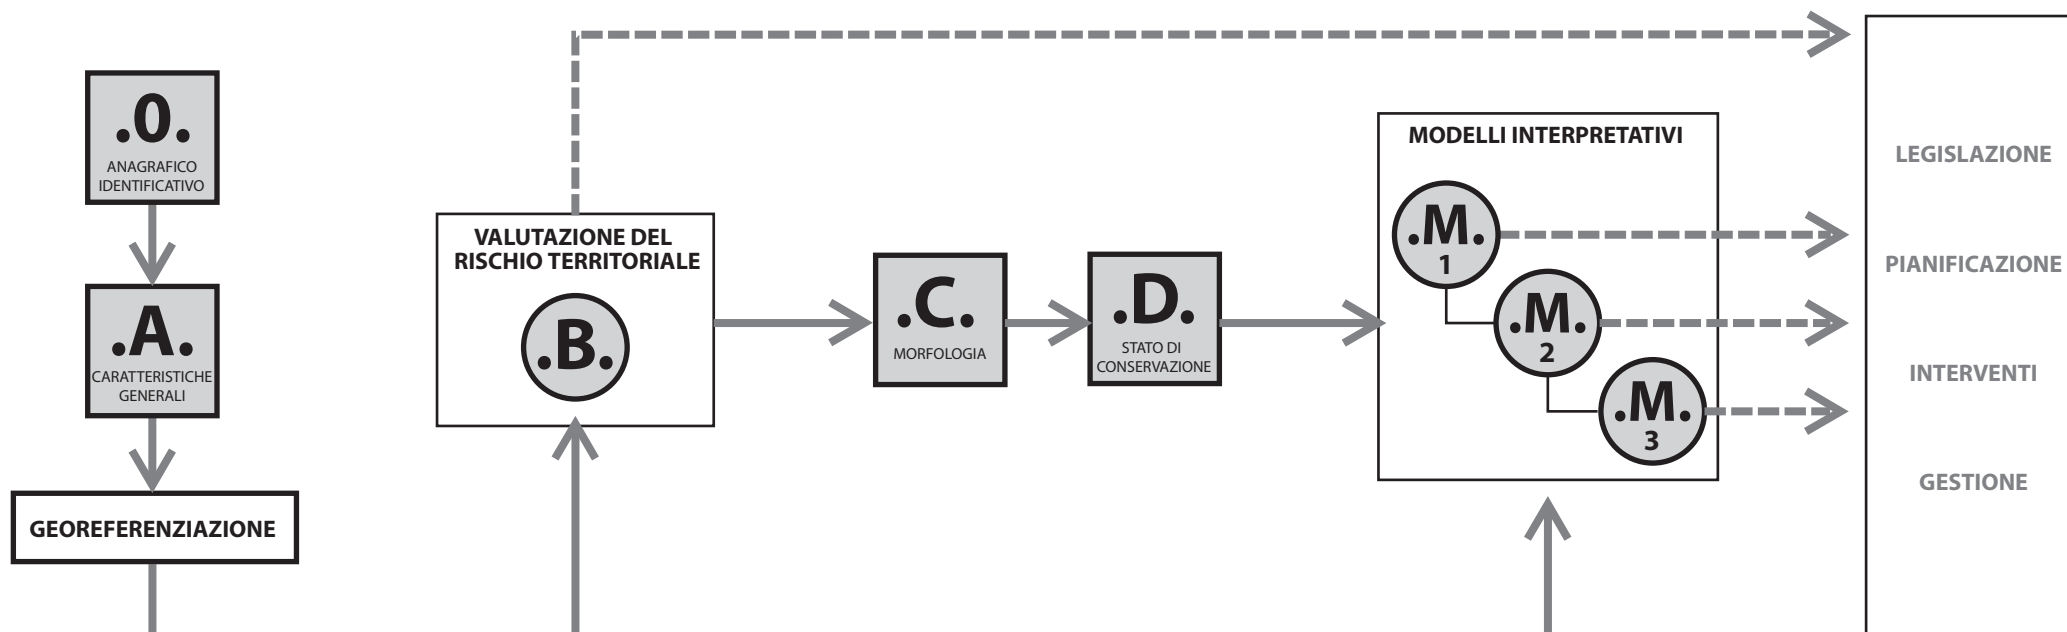 .0.
ANAGRAFICO
IDENTIFICATIVO
.A.
CARATTERISTICHE
GENERALI
GEOREFERENZIAZIONE
VALUTAZIONE DEL
RISCHIO TERRITORIALE
.B.
.C.
MORFOLOGIA
.D.
STATO DI
CONSERVAZIONE
MODELLI INTERPRETATIVI
.M.
1
.M.
2
.M.
3
LEGISLAZIONE
PIANIFICAZIONE
INTERVENTI
GESTIONE